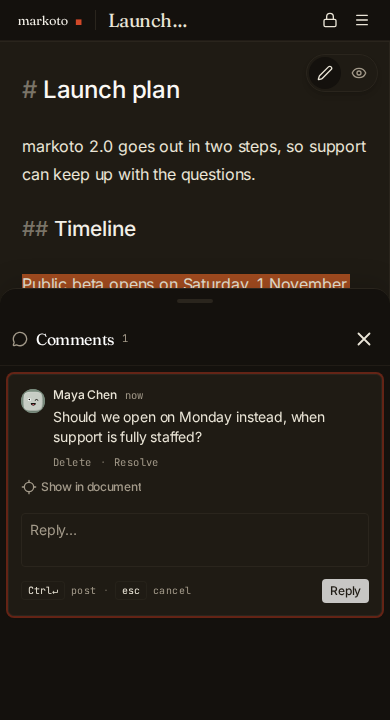 markoto
Launch...
# Launch plan
markoto 2.0 goes out in two steps, so support
can keep up with the questions.
## Timeline
Public beta opens on Saturday, 1 November,
Comments 1
Maya Chen now
Should we open on Monday instead, when
support is fully staffed?
Delete · Resolve
Show in document
Reply...
Ctrl↵ post · esc cancel
Reply